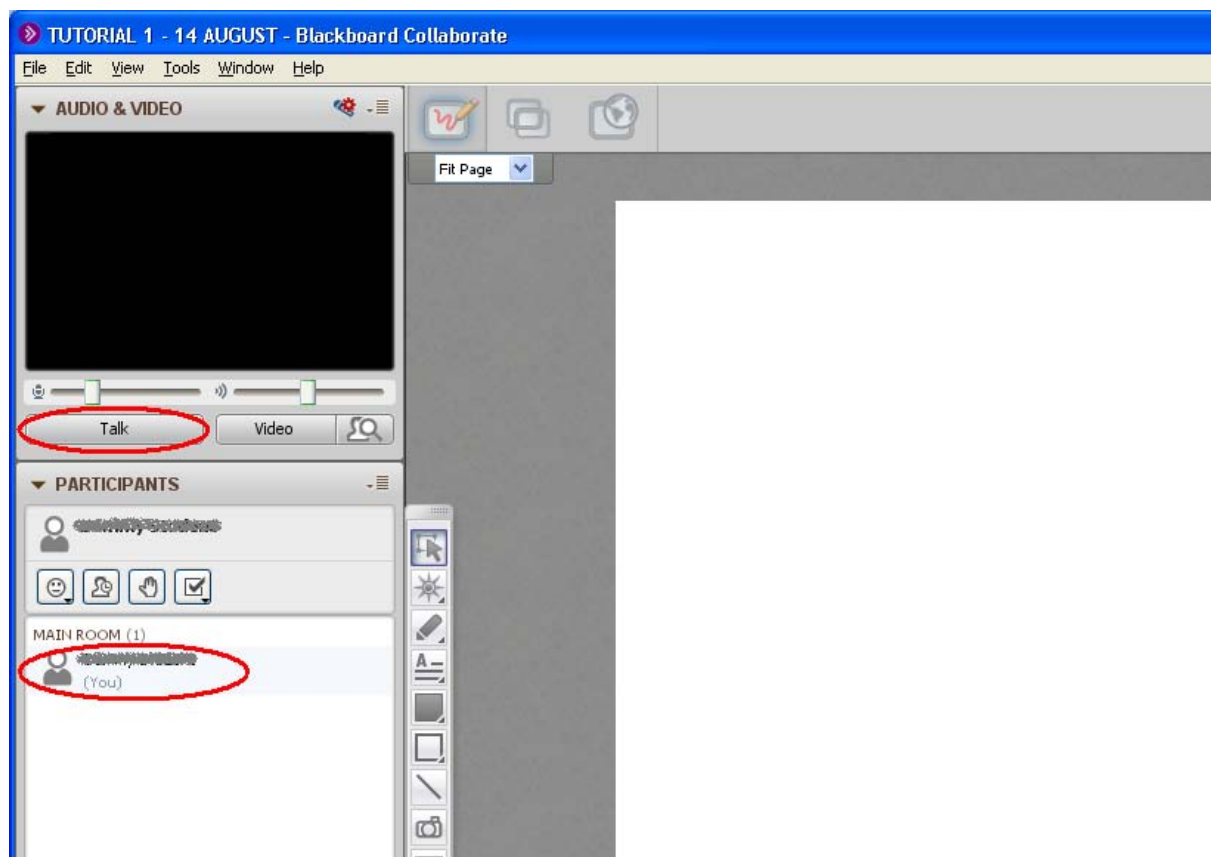 TUTORIAL 1 - 14 AUGUST - Blackboard Collaborate
File Edit View Tools Window Help
AUDIO & VIDEO
Fit Page
Talk
Video
PARTICIPANTS
MAIN ROOM (1)
(You)
A